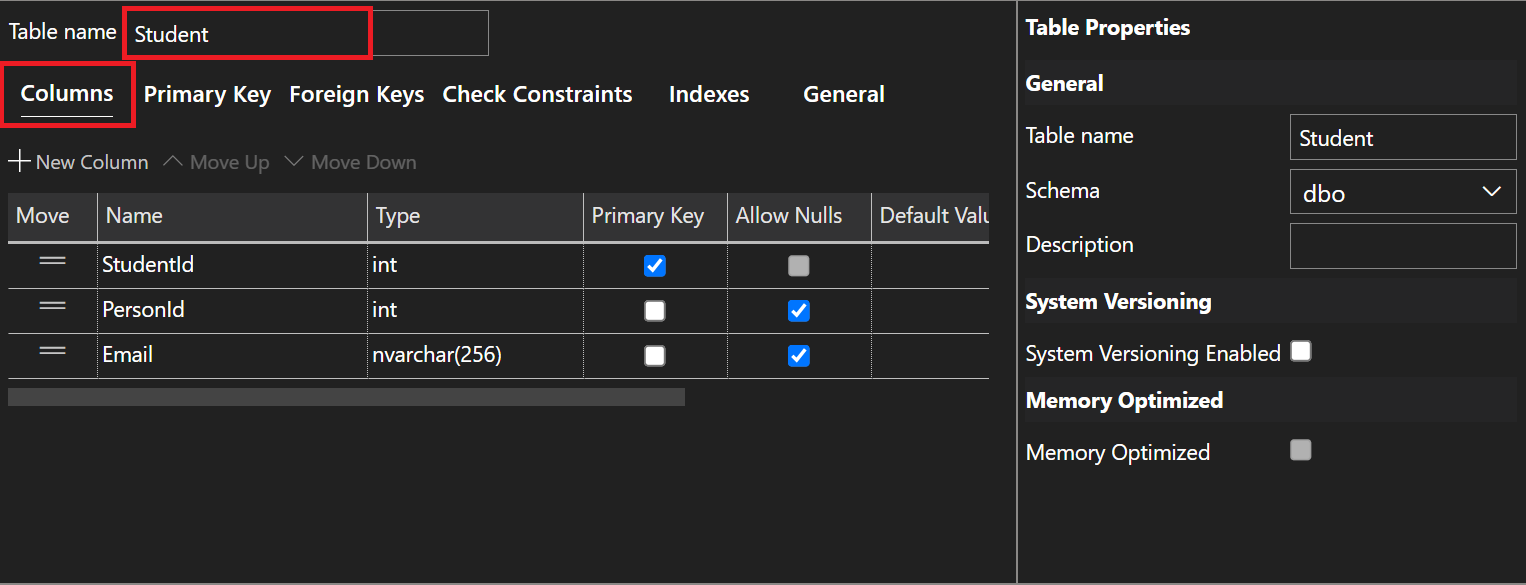 Table name Student
Columns Primary Key Foreign Keys Check Constraints Indexes General
New Column Move Up Move Down
Move Name Type Primary Key Allow Nulls Default Valu
StudentId int
PersonId int
Email nvarchar(256)
Table Properties
General
Table name Student
Schema dbo
Description
System Versioning
System Versioning Enabled
Memory Optimized
Memory Optimized